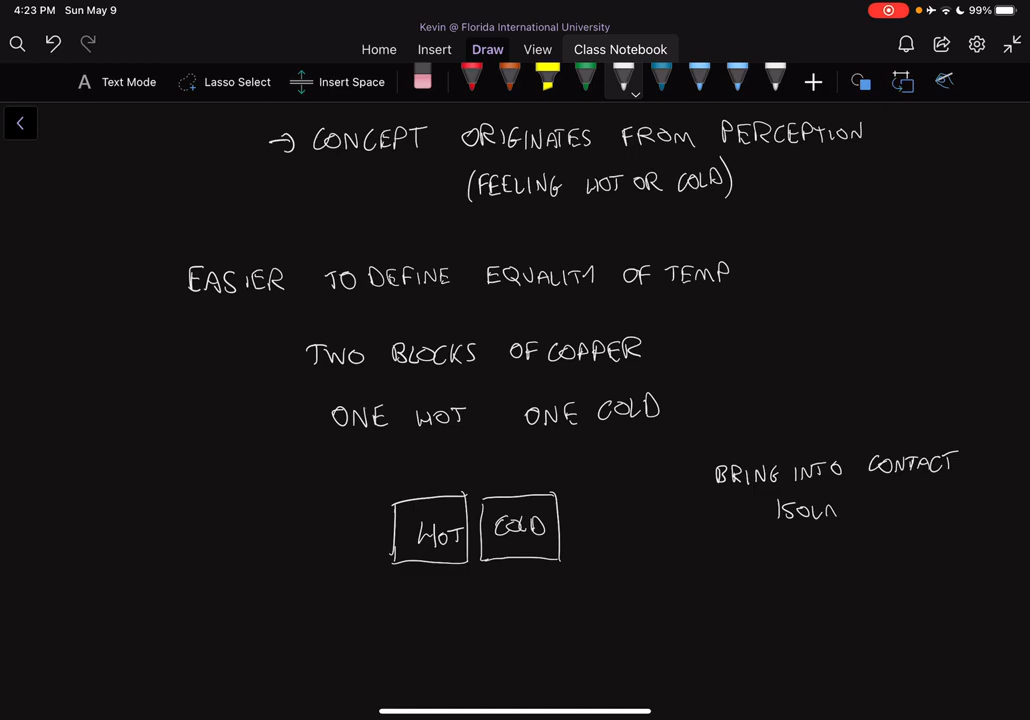 4:23 PM Sun May 9
99%
Kevin @ Florida International University
Home Insert Draw View Class Notebook
Text Mode Lasso Select Insert Space
→ CONCEPT ORIGINATES FROM PERCEPTION
(FEELING HOT OR COLD)
EASIER TO DEFINE EQUALITY OF TEMP
TWO BLOCKS OF COPPER
ONE HOT ONE COLD
BRING INTO CONTACT
HOT COLD